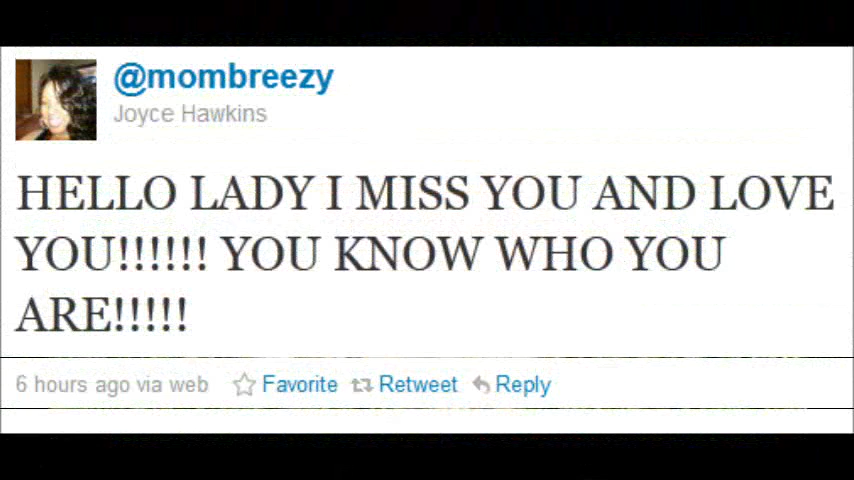 @mombreezy
Joyce Hawkins
HELLO LADY I MISS YOU AND LOVE
YOU!!!!!! YOU KNOW WHO YOU
ARE!!!!!
6 hours ago via web Favorite Retweet Reply